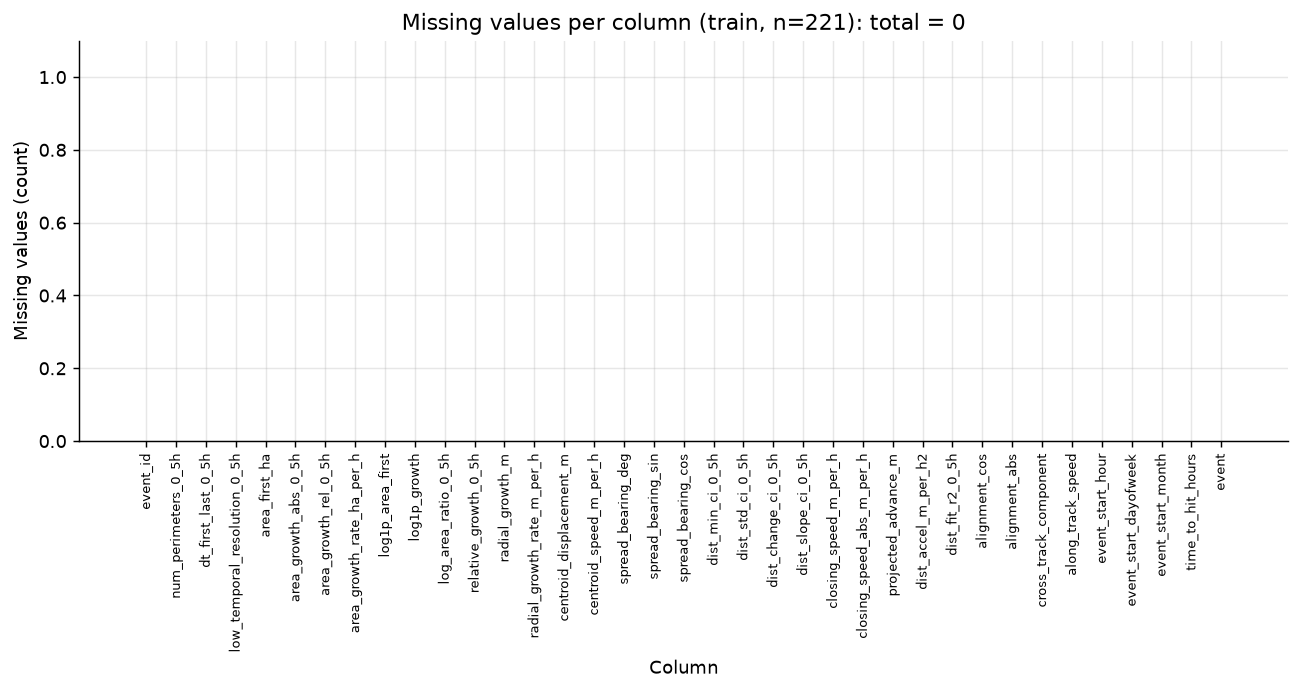 Missing values per column (train, n=221): total = 0
Missing values (count)
1.0
0.8
0.6
0.4
0.2
0.0
event_id
num_perimeters_0_5h
dt_first_last_0_5h
low_temporal_resolution_0_5h
area_first_ha
area_growth_abs_0_5h
area_growth_rel_0_5h
area_growth_rate_ha_per_h
log1p_area_first
log1p_growth
log_area_ratio_0_5h
relative_growth_0_5h
radial_growth_m
radial_growth_rate_m_per_h
centroid_displacement_m
centroid_speed_m_per_h
spread_bearing_deg
spread_bearing_sin
spread_bearing_cos
dist_min_ci_0_5h
dist_std_ci_0_5h
dist_change_ci_0_5h
dist_slope_ci_0_5h
closing_speed_m_per_h
closing_speed_abs_m_per_h
projected_advance_m
dist_accel_m_per_h2
dist_fit_r2_0_5h
alignment_cos
alignment_abs
cross_track_component
along_track_speed
event_start_hour
event_start_dayofweek
event_start_month
time_to_hit_hours
event
Column